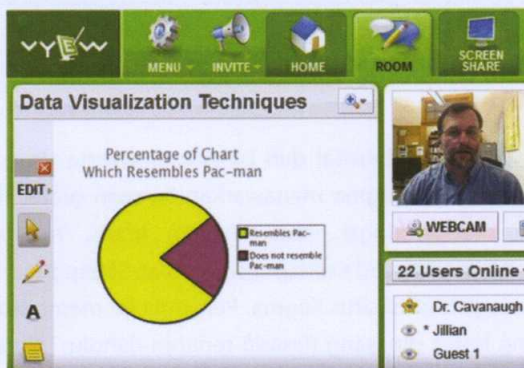 VYEW
MENU
INVITE
HOME
ROOM
SCREEN
SHARE
Data Visualization Techniques
EDIT
A
Percentage of Chart
Which Resembles Pac-man
Resembles Pac-
man
Does not resemble
Pac-man
WEBCAM
22 Users Online
Dr. Cavanaugh
* Jillian
Guest 1